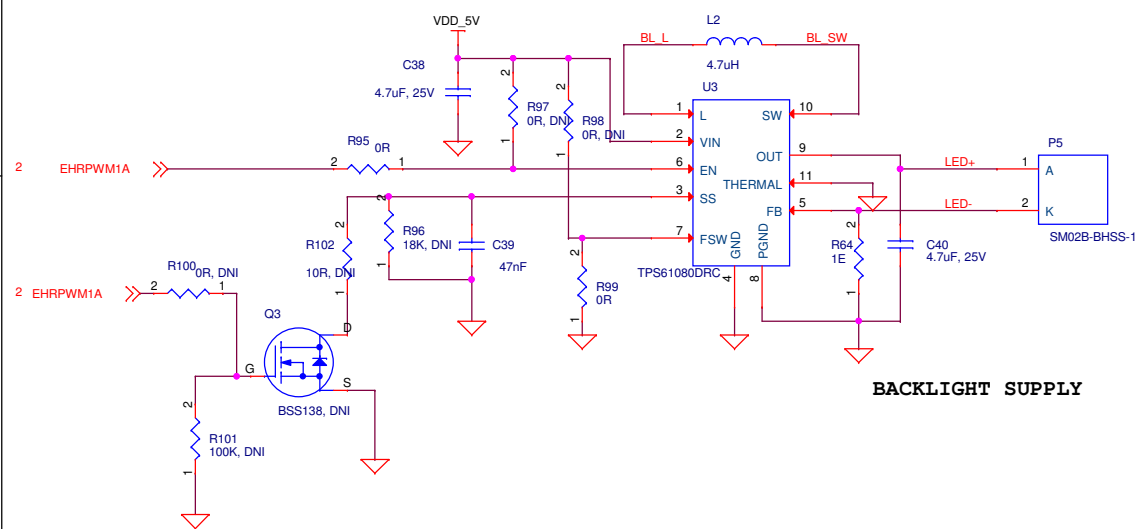 VDD_5V
L2
BL_L
BL_SW
4.7uH
C38
4.7uF, 25V
2
R97
0R, DNI
1
2
R98
0R, DNI
1
U3
1
L
SW
10
2
VIN
OUT
9
6
EN
THERMAL
11
3
SS
FB
5
7
FSW
GND
PGND
4
8
TPS61080DRC
LED+
LED-
P5
1
A
2
K
SM02B-BHSS-1
2
EHRPWM1A
2
R95
0R
1
2
R96
18K, DNI
1
C39
47nF
2
R102
10R, DNI
1
2
R99
0R
1
2
R64
1E
1
C40
4.7uF, 25V
2
EHRPWM1A
2
R100
0R, DNI
1
Q3
D
G
S
BSS138, DNI
2
R101
100K, DNI
1
BACKLIGHT SUPPLY